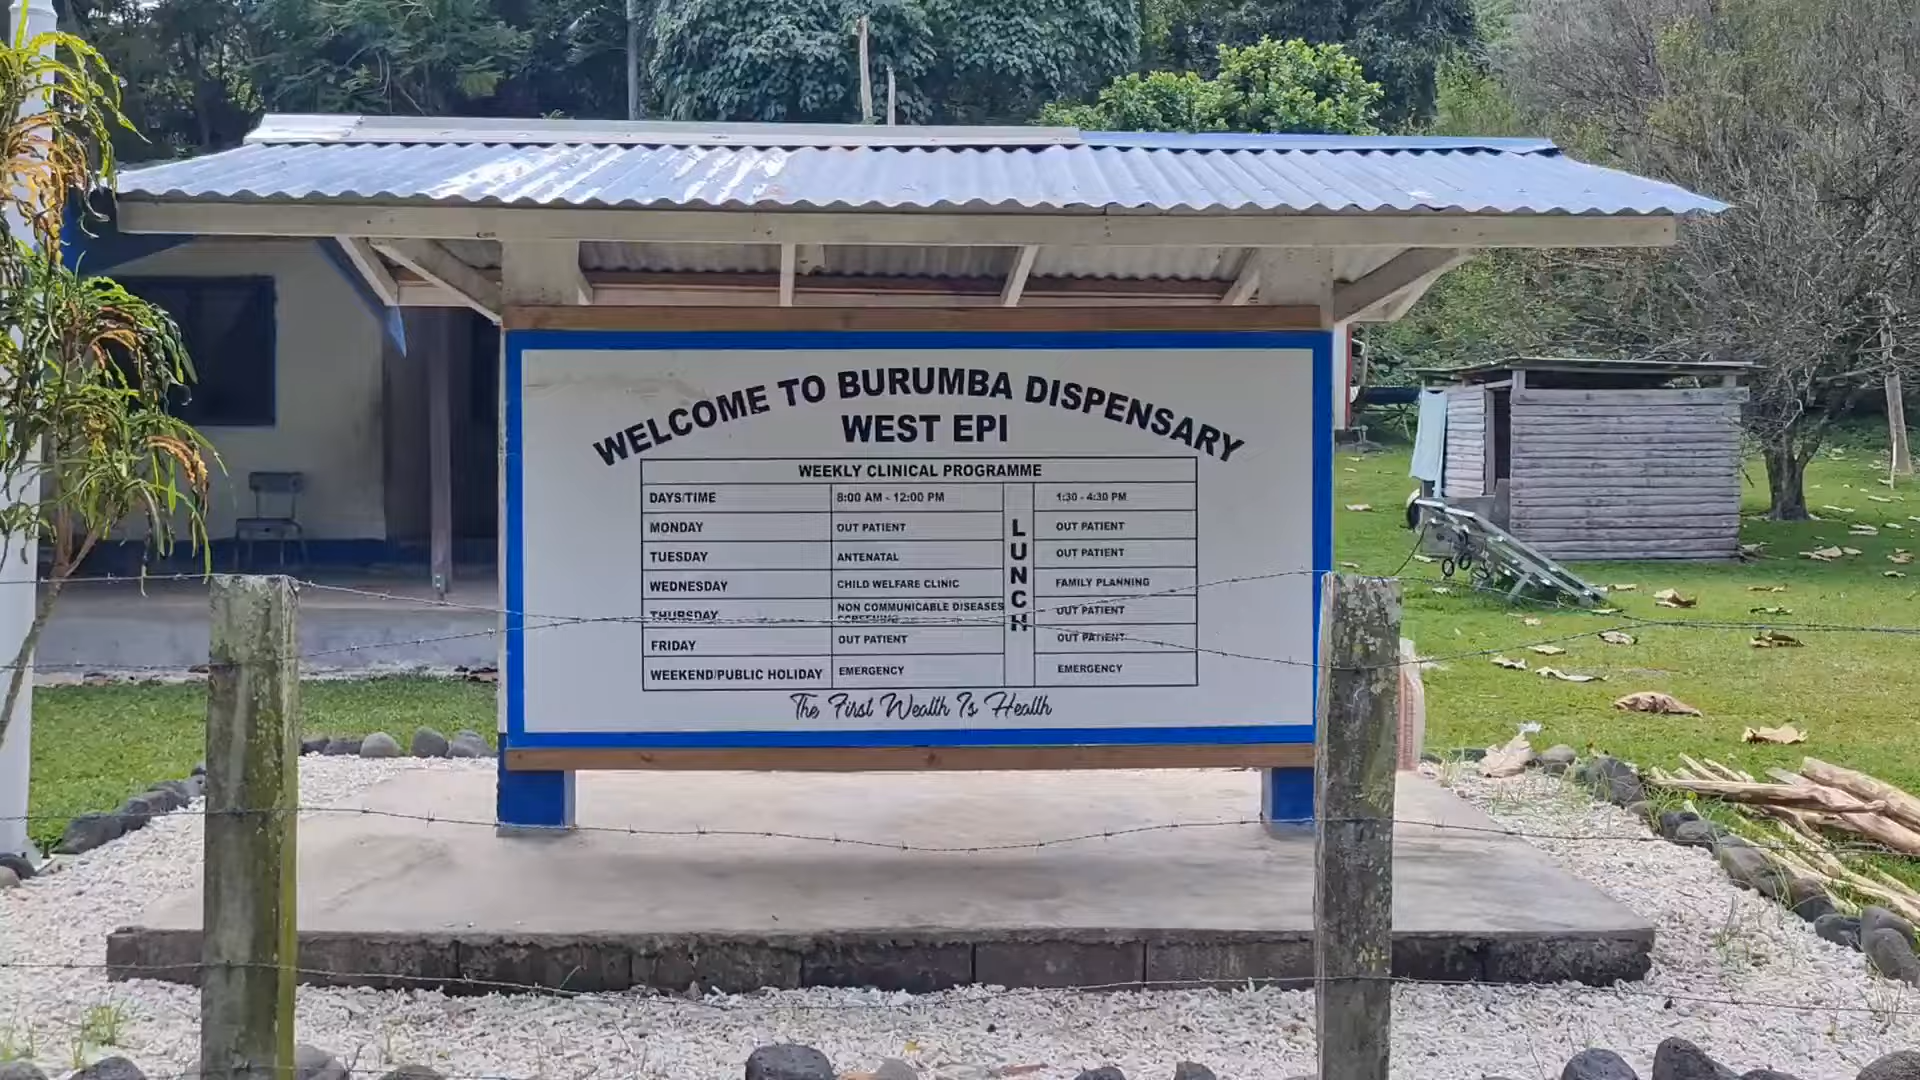 WELCOME TO BURUMBA DISPENSARY
WEST EPI
WEEKLY CLINICAL PROGRAMME
DAYS/TIME 8:00 AM - 12:00 PM LUNCH 1:30 - 4:30 PM
MONDAY OUT PATIENT OUT PATIENT
TUESDAY ANTENATAL OUT PATIENT
WEDNESDAY CHILD WELFARE CLINIC FAMILY PLANNING
THURSDAY NON COMMUNICABLE DISEASES SCREENING OUT PATIENT
FRIDAY OUT PATIENT OUT PATIENT
WEEKEND/PUBLIC HOLIDAY EMERGENCY EMERGENCY
The First Wealth Is Health